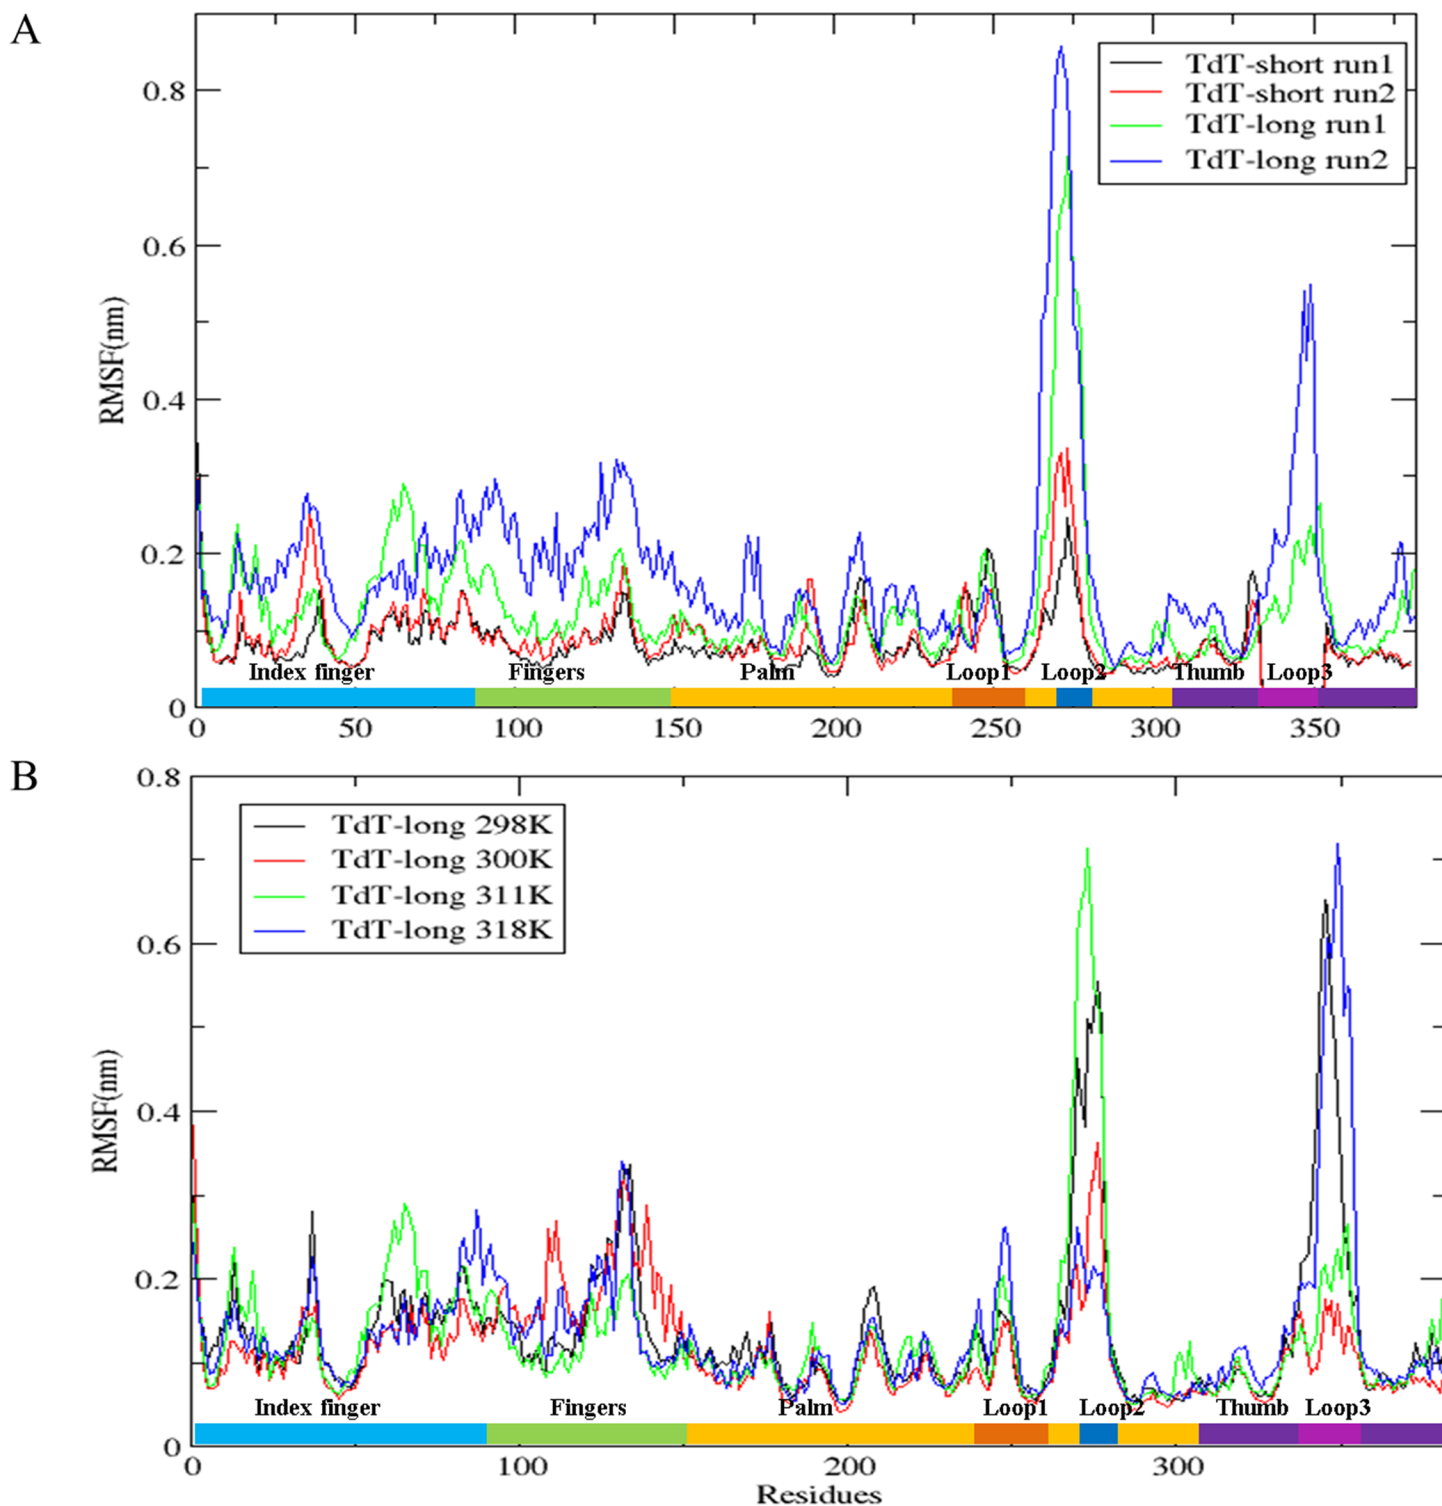 A
TdT-short run1
TdT-short run2
TdT-long run1
TdT-long run2
0.8
0.6
0.4
0.2
0
RMSF(nm)
Index finger Fingers Palm Loop1 Loop2 Thumb Loop3
0 50 100 150 200 250 300 350
B
TdT-long 298K
TdT-long 300K
TdT-long 311K
TdT-long 318K
0.8
0.6
0.4
0.2
0
RMSF(nm)
Index finger Fingers Palm Loop1 Loop2 Thumb Loop3
0 100 200 300
Residues